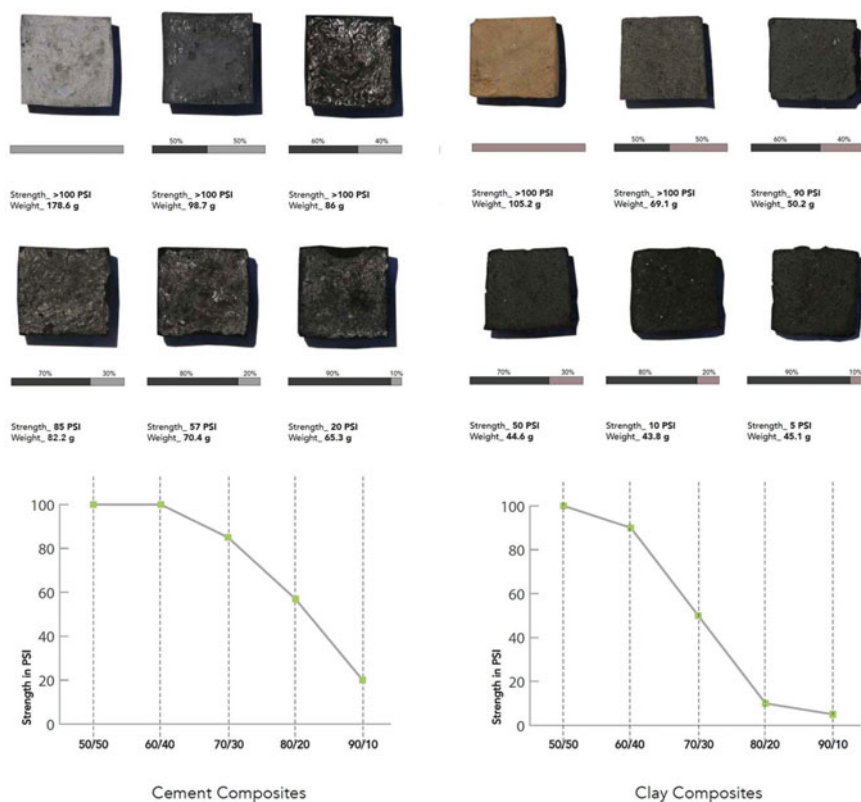 50% 50%
60% 40%
50% 50%
60% 40%
Strength_ >100 PSI
Weight_ 178.6 g
Strength_ >100 PSI
Weight_ 98.7 g
Strength_ >100 PSI
Weight_ 86 g
Strength_ >100 PSI
Weight_ 105.2 g
Strength_ >100 PSI
Weight_ 69.1 g
Strength_ 90 PSI
Weight_ 50.2 g
70% 30%
80% 20%
90% 10%
70% 30%
80% 20%
90% 10%
Strength_ 85 PSI
Weight_ 82.2 g
Strength_ 57 PSI
Weight_ 70.4 g
Strength_ 20 PSI
Weight_ 65.3 g
Strength_ 50 PSI
Weight_ 44.6 g
Strength_ 10 PSI
Weight_ 43.8 g
Strength_ 5 PSI
Weight_ 45.1 g
Strength in PSI
100
80
60
40
20
0
50/50 60/40 70/30 80/20 90/10
Cement Composites
Strength in PSI
100
80
60
40
20
0
50/50 60/40 70/30 80/20 90/10
Clay Composites